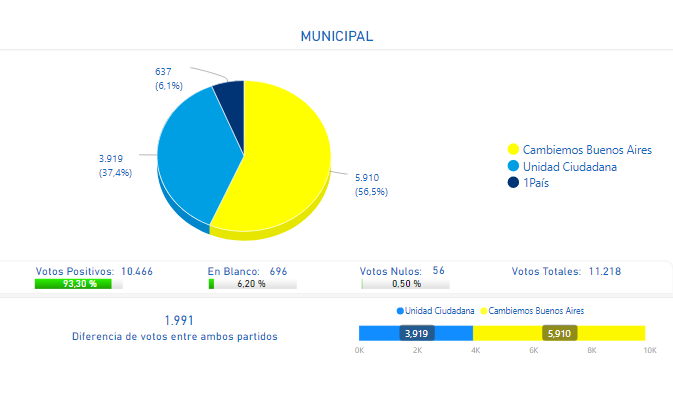 MUNICIPAL
637
(6,1%)
3.919
(37,4%)
5.910
(56,5%)
Cambiemos Buenos Aires
Unidad Ciudadana
1País
Votos Positivos: 10.466
93,30 %
En Blanco: 696
6,20 %
Votos Nulos: 56
0,50 %
Votos Totales: 11.218
1.991
Diferencia de votos entre ambos partidos
Unidad Ciudadana Cambiemos Buenos Aires
3,919 5,910
0K 2K 4K 6K 8K 10K